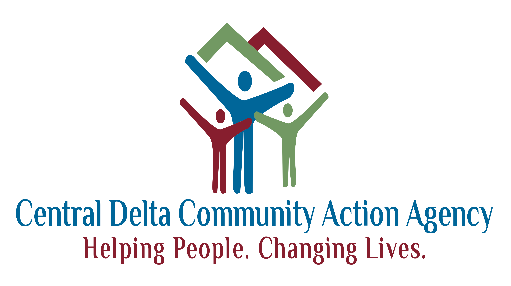 Central Delta Community Action Agency
Helping People. Changing Lives.